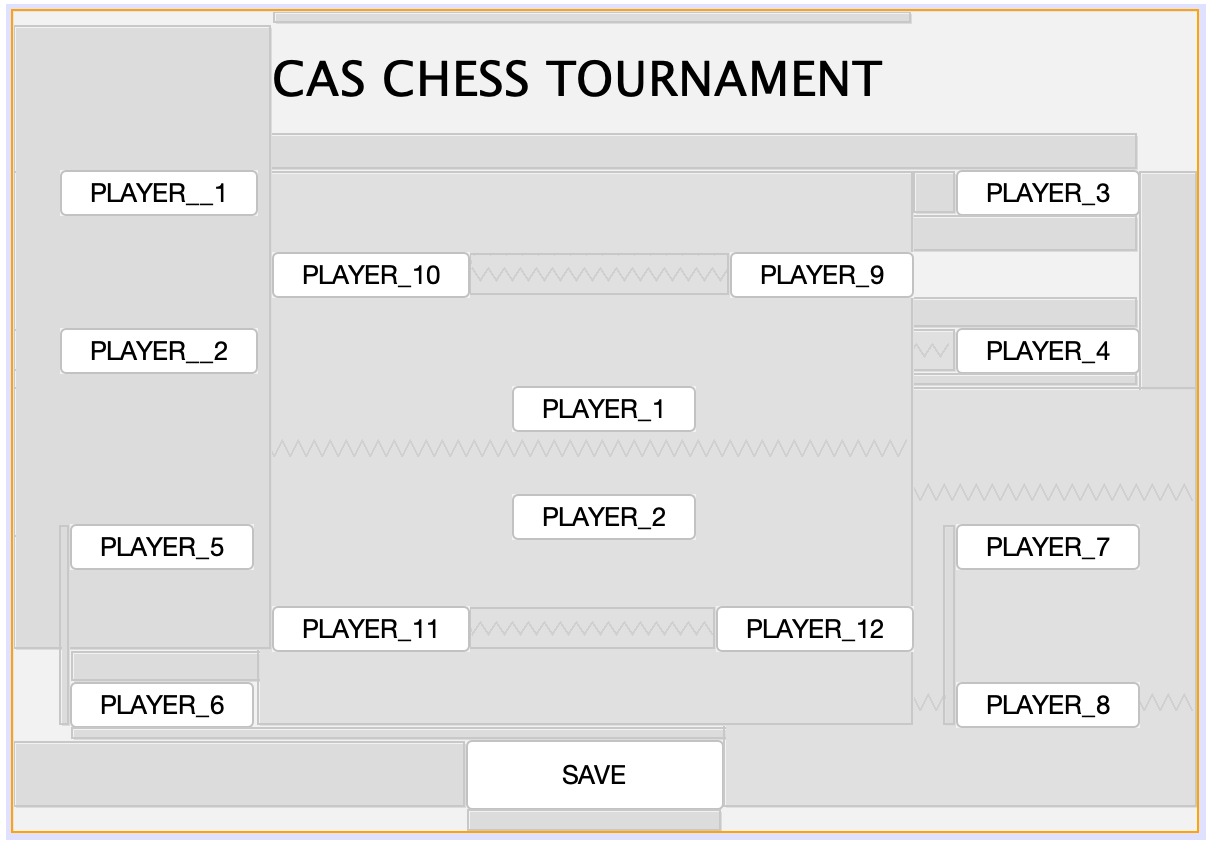 CAS CHESS TOURNAMENT
PLAYER__1
PLAYER_3
PLAYER_10
PLAYER_9
PLAYER__2
PLAYER_4
PLAYER_1
PLAYER_2
PLAYER_5
PLAYER_7
PLAYER_11
PLAYER_12
PLAYER_6
PLAYER_8
SAVE